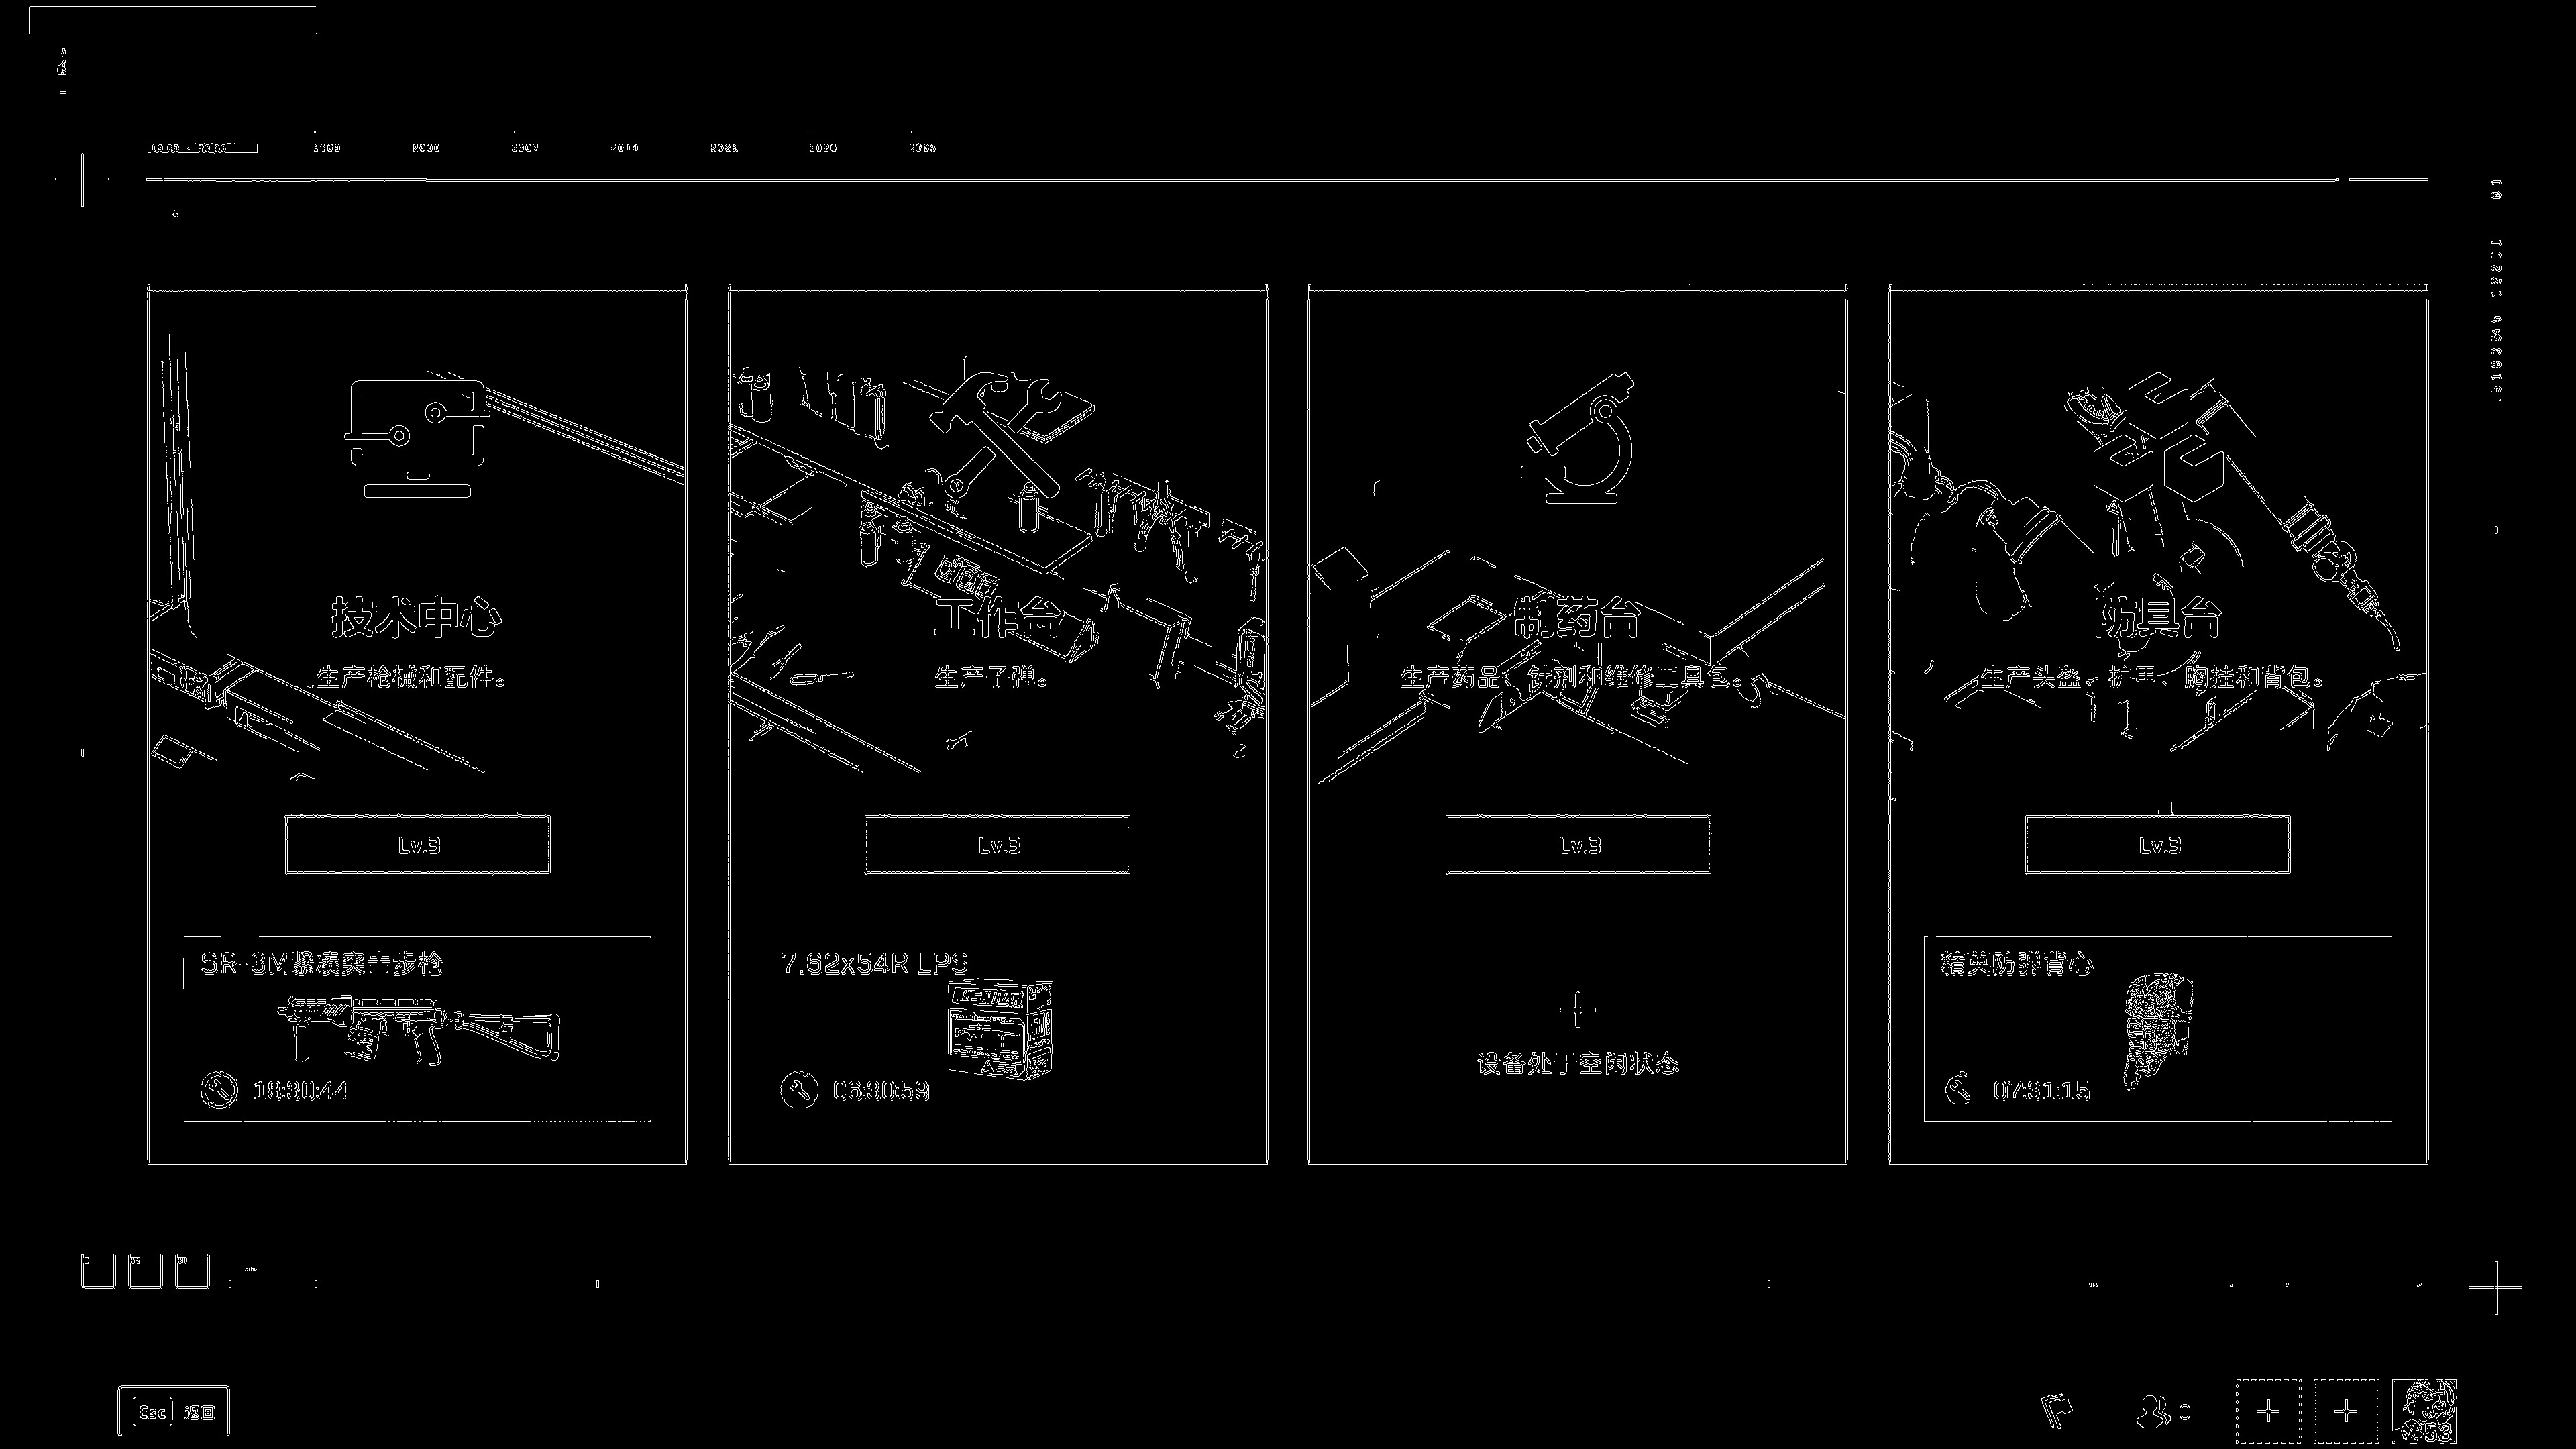 2000
2007
2014
技术中心
生产枪械和配件。
Lv.3
SR-3M紧凑突击步枪
18:30:44
工作台
生产子弹。
Lv.3
7.62x54R LPS
06:30:59
制药台
生产药品、针剂和维修工具包。
Lv.3
设备处于空闲状态
防具台
生产头盔、护甲、胸挂和背包。
Lv.3
精英防弹背心
07:31:15
Esc 返回
0
53